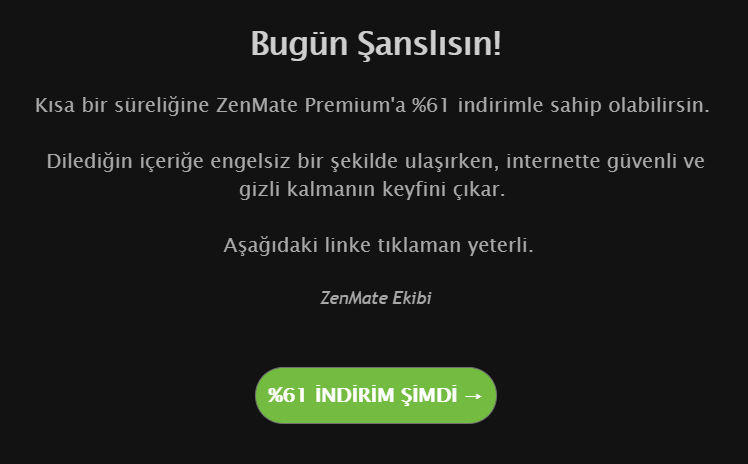 Bugün Şanslısın!
Kısa bir süreliğine ZenMate Premium'a %61 indirimle sahip olabilirsin.
Dilediğin içeriğe engelsiz bir şekilde ulaşırken, internette güvenli ve
gizli kalmanın keyfini çıkar.
Aşağıdaki linke tıklaman yeterli.
ZenMate Ekibi
%61 İNDİRİM ŞİMDİ →